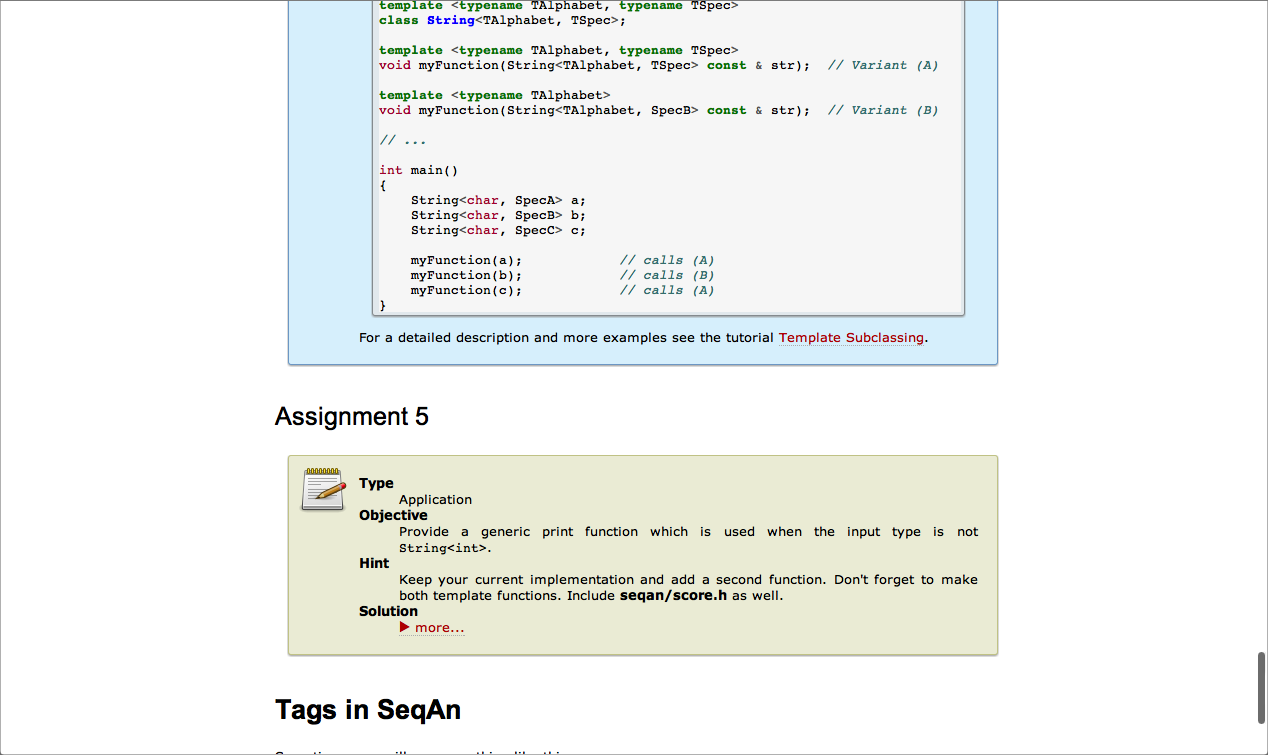 template <typename TAlphabet, typename TSpec>
class String<TAlphabet, TSpec>;
template <typename TAlphabet, typename TSpec>
void myFunction(String<TAlphabet, TSpec> const & str);  // Variant (A)
template <typename TAlphabet>
void myFunction(String<TAlphabet, SpecB> const & str);  // Variant (B)
// ...
int main()
{
    String<char, SpecA> a;
    String<char, SpecB> b;
    String<char, SpecC> c;
    myFunction(a);            // calls (A)
    myFunction(b);            // calls (B)
    myFunction(c);            // calls (A)
}
For a detailed description and more examples see the tutorial Template Subclassing.
Assignment 5
Type
Application
Objective
Provide a generic print function which is used when the input type is not
String<int>.
Hint
Keep your current implementation and add a second function. Don't forget to make
both template functions. Include seqan/score.h as well.
Solution
more...
Tags in SeqAn